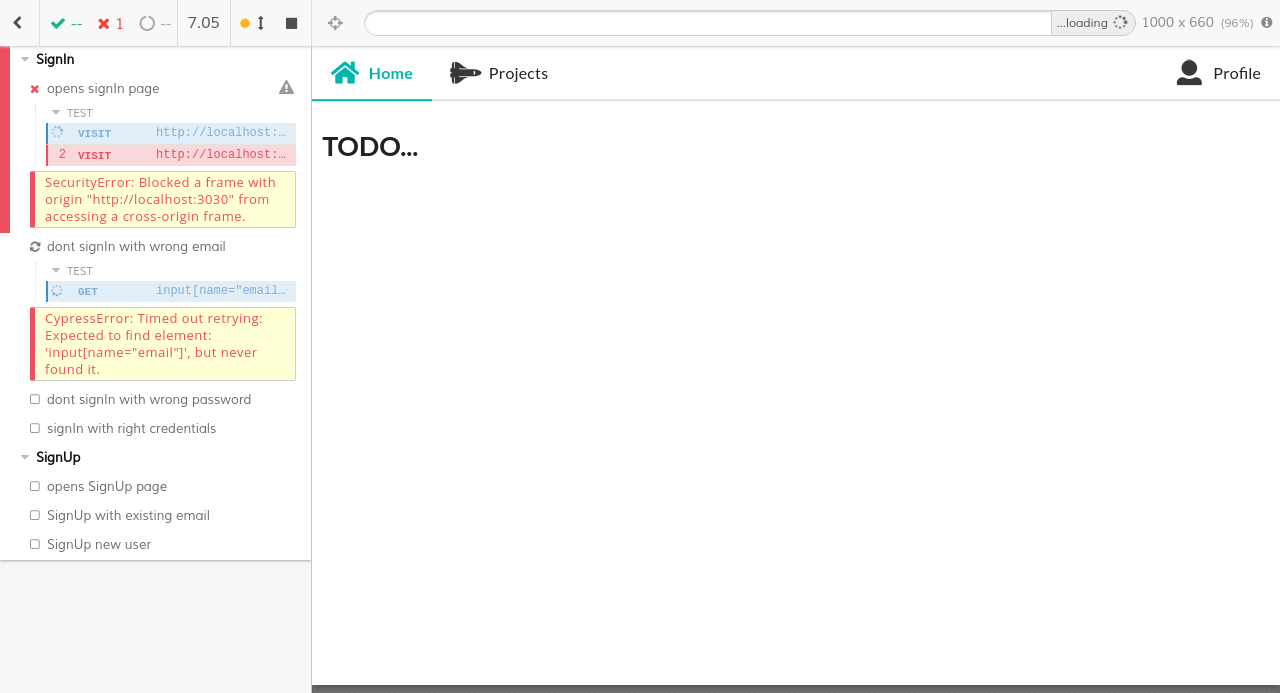 -- 1 -- 7.05 ...loading 1000 x 660 (96%)
SignIn
opens signIn page
TEST
VISIT http://localhost:…
2 VISIT http://localhost:…
SecurityError: Blocked a frame with
origin "http://localhost:3030" from
accessing a cross-origin frame.
dont signIn with wrong email
TEST
GET input[name="email…
CypressError: Timed out retrying:
Expected to find element:
'input[name="email"]', but never
found it.
dont signIn with wrong password
signIn with right credentials
SignUp
opens SignUp page
SignUp with existing email
SignUp new user
Home Projects Profile
TODO...